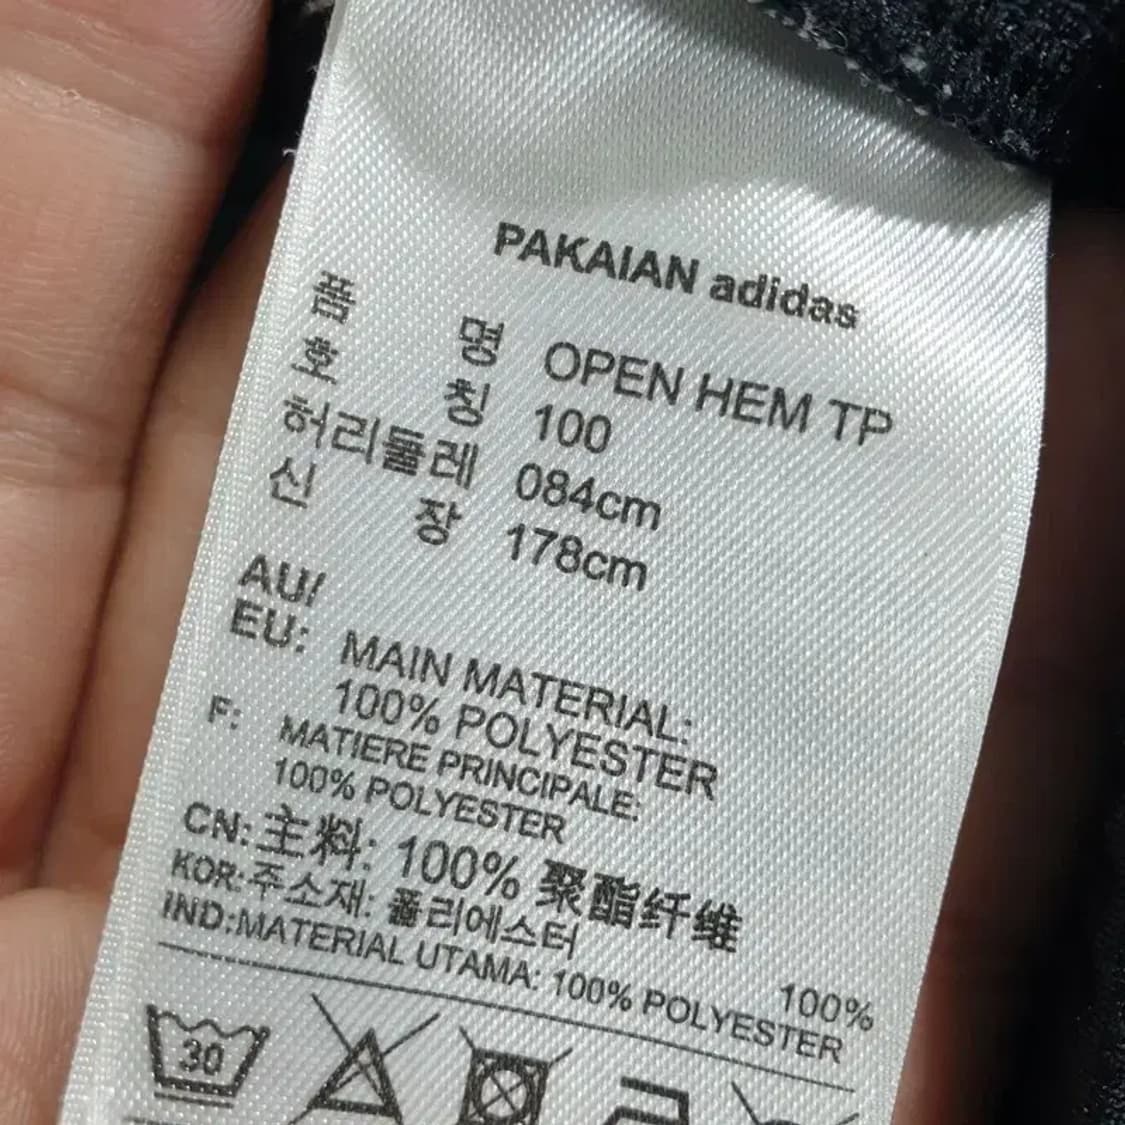 PAKAIAN adidas
품 명 OPEN HEM TP
호 칭 100
허리둘레 084cm
신 장 178cm
AU/
EU: MAIN MATERIAL:
100% POLYESTER
F: MATIERE PRINCIPALE:
100% POLYESTER
CN:主料: 100% 聚酯纤维
KOR:주소재: 폴리에스터 100%
IND:MATERIAL UTAMA: 100% POLYESTER
30